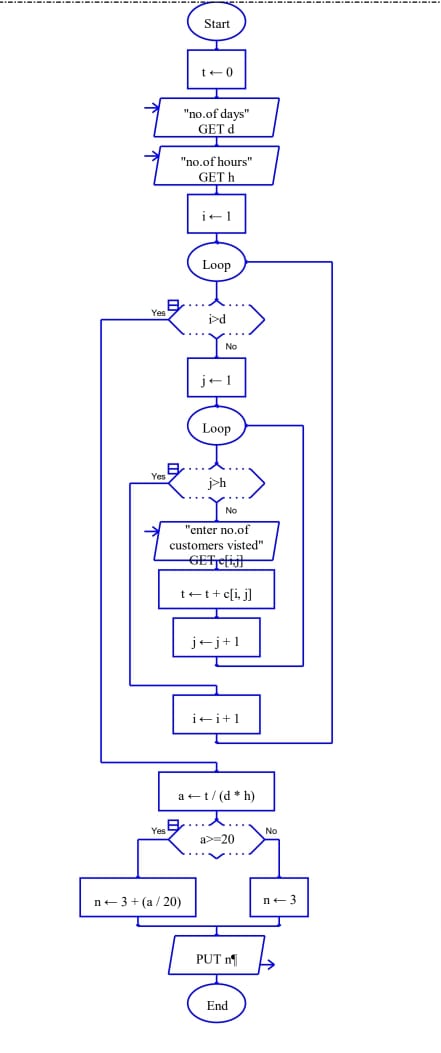 Start
t ← 0
"no.of days"
GET d
"no.of hours"
GET h
i ← 1
Loop
Yes
i>d
No
j ← 1
Loop
Yes
j>h
No
"enter no.of
customers visted"
GET c[i,j]
t ← t + c[i, j]
j ← j + 1
i ← i + 1
a ← t / (d * h)
Yes
a>=20
No
n ← 3 + (a / 20)
n ← 3
PUT n¶
End